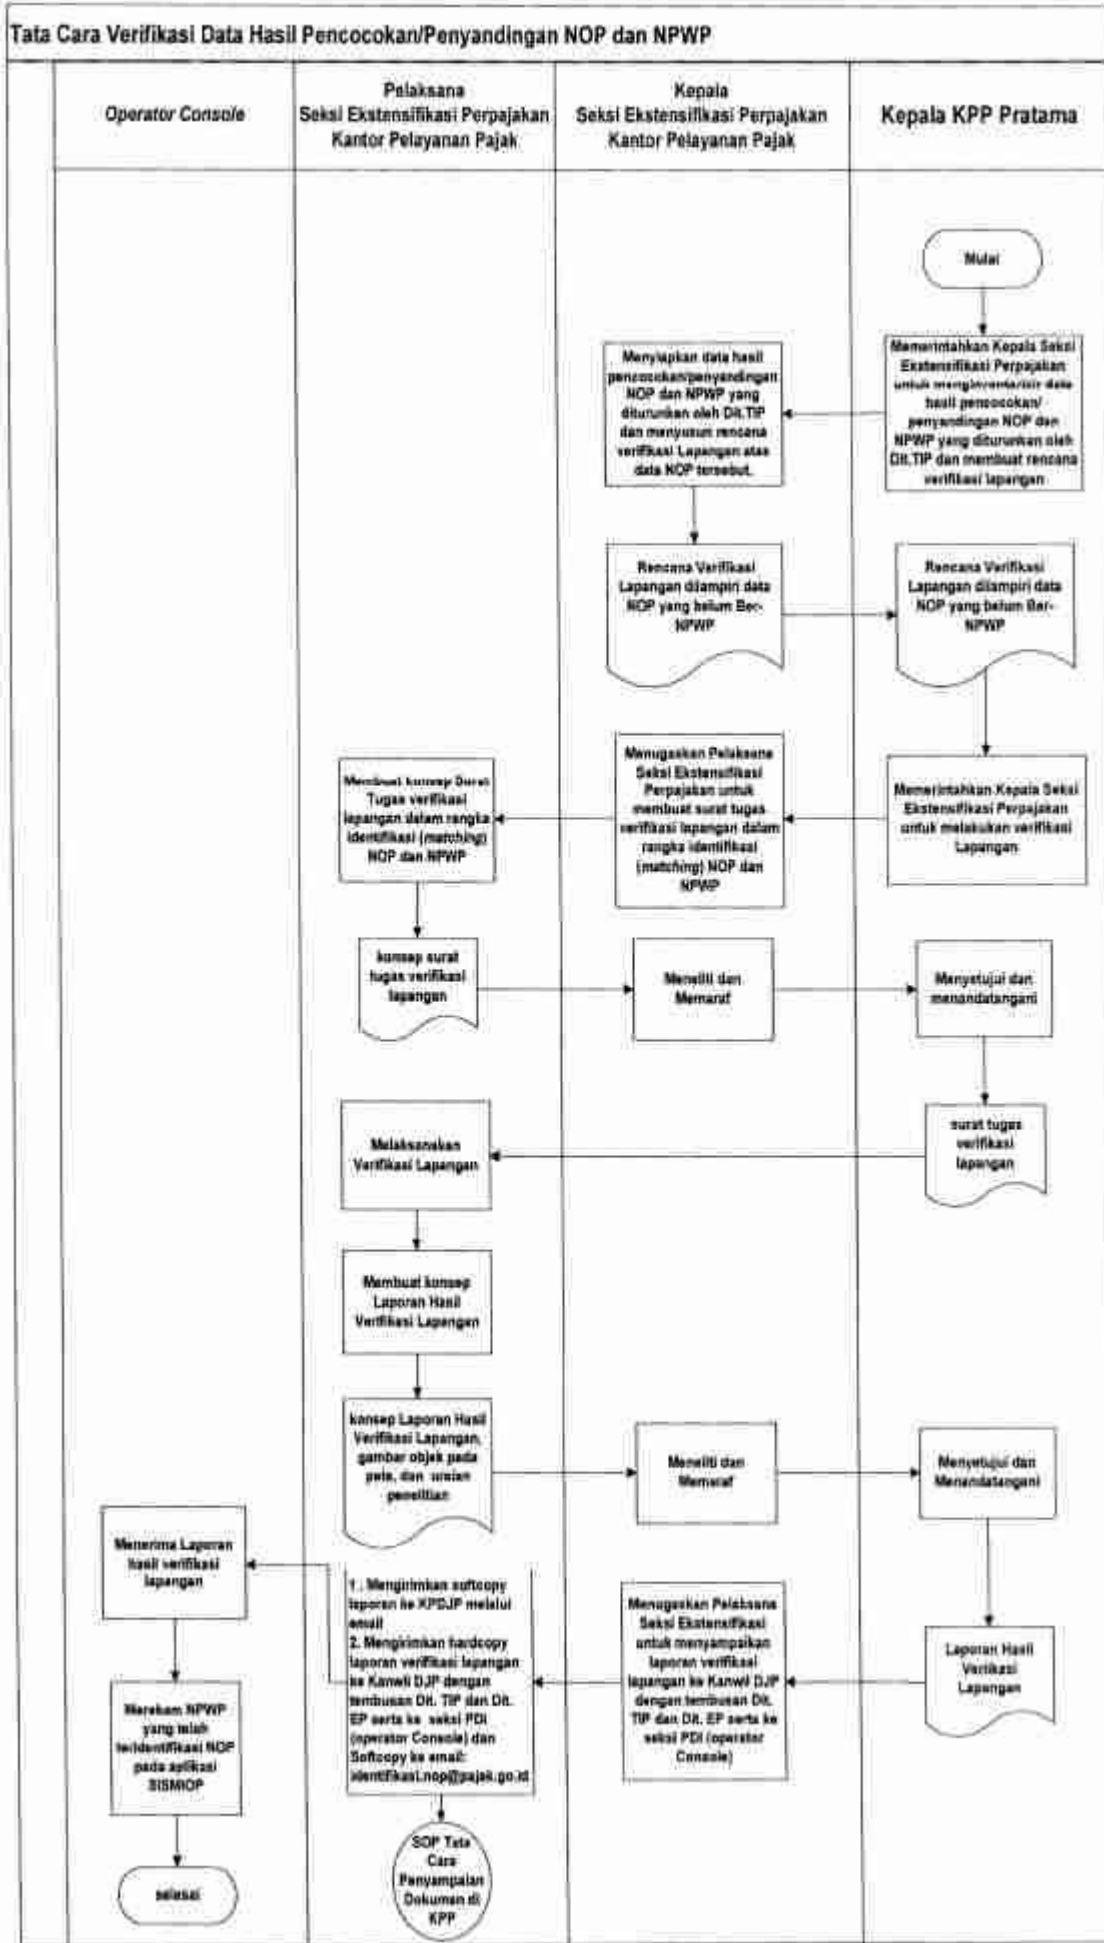 Tata Cara Verifikasi Data Hasil Pencocokan/Penyandingan NOP dan NPWP
Operator Console
Pelaksana
Seksi Ekstensifikasi Perpajakan
Kantor Pelayanan Pajak
Kepala
Seksi Ekstensifikasi Perpajakan
Kantor Pelayanan Pajak
Kepala KPP Pratama
Mulai
Memerintahkan Kepala Seksi
Ekstensifikasi Perpajakan
untuk menginventarisir data
hasil pencocokan/
penyandingan NOP dan
NPWP yang diturunkan oleh
Dit.TIP dan membuat rencana
verifikasi lapangan
Menyiapkan data hasil
pencocokan/penyandingan
NOP dan NPWP yang
diturunkan oleh Dit.TIP
dan menyusun rencana
verifikasi Lapangan atas
data NOP tersebut.
Rencana Verifikasi
Lapangan dilampiri data
NOP yang belum Ber-
NPWP
Rencana Verifikasi
Lapangan dilampiri data
NOP yang belum Ber-
NPWP
Memerintahkan Kepala Seksi
Ekstensifikasi Perpajakan
untuk melakukan verifikasi
Lapangan
Menugaskan Pelaksana
Seksi Ekstensifikasi
Perpajakan untuk
membuat surat tugas
verifikasi lapangan dalam
rangka identifikasi
(matching) NOP dan
NPWP
Membuat konsep Surat
Tugas verifikasi
lapangan dalam rangka
identifikasi (matching)
NOP dan NPWP
konsep surat
tugas verifikasi
lapangan
Meneliti dan
Memaraf
Menyetujui dan
menandatangani
surat tugas
verifikasi
lapangan
Melaksanakan
Verifikasi Lapangan
Membuat konsep
Laporan Hasil
Verifikasi Lapangan
konsep Laporan Hasil
Verifikasi Lapangan,
gambar objek pada
peta, dan uraian
penelitian
Meneliti dan
Memaraf
Menyetujui dan
Menandatangani
Laporan Hasil
Verifikasi
Lapangan
Menugaskan Pelaksana
Seksi Ekstensifikasi
untuk menyampaikan
laporan verifikasi
lapangan ke Kanwil DJP
dengan tembusan Dit.
TIP dan Dit. EP serta ke
seksi PDI (operator
Console)
1 . Mengirimkan softcopy
laporan ke KPDJP melalui
email
2. Mengirimkan hardcopy
laporan verifikasi lapangan
ke Kanwil DJP dengan
tembusan Dit. TIP dan Dit.
EP serta ke seksi PDI
(operator Console) dan
Softcopy ke email:
identifikasi.nop@pajak.go.id
Menerima Laporan
hasil verifikasi
lapangan
Merekam NPWP
yang telah
teridentifikasi NOP
pada aplikasi
SISMIOP
selesai
SOP Tata
Cara
Penyampaian
Dokumen di
KPP